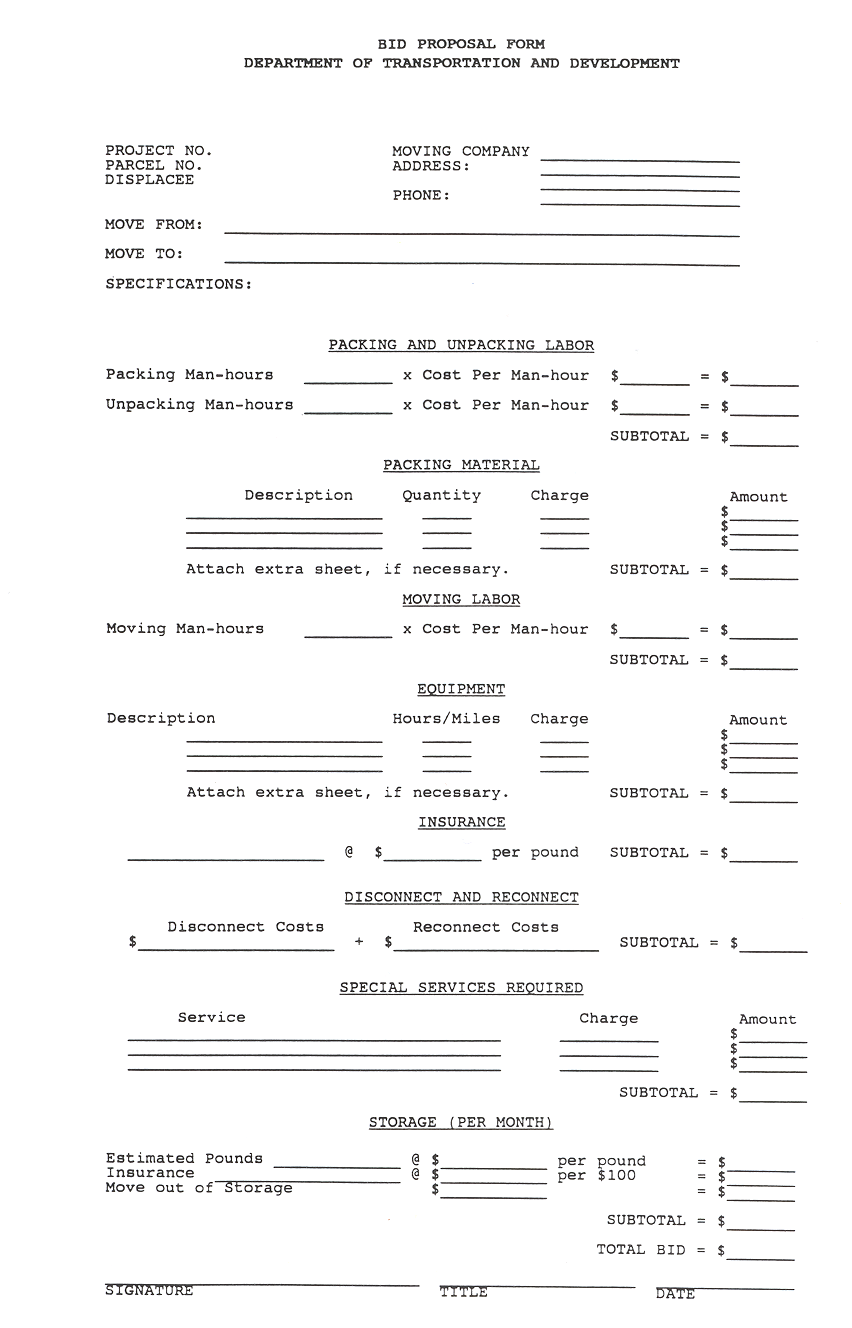 BID PROPOSAL FORM
DEPARTMENT OF TRANSPORTATION AND DEVELOPMENT
PROJECT NO. MOVING COMPANY
PARCEL NO. ADDRESS:
DISPLACEE
PHONE:
MOVE FROM:
MOVE TO:
SPECIFICATIONS:
PACKING AND UNPACKING LABOR
Packing Man-hours x Cost Per Man-hour $ = $
Unpacking Man-hours x Cost Per Man-hour $ = $
SUBTOTAL = $
PACKING MATERIAL
Description Quantity Charge Amount
$
$
$
Attach extra sheet, if necessary. SUBTOTAL = $
MOVING LABOR
Moving Man-hours x Cost Per Man-hour $ = $
SUBTOTAL = $
EQUIPMENT
Description Hours/Miles Charge Amount
$
$
$
Attach extra sheet, if necessary. SUBTOTAL = $
INSURANCE
@ $ per pound SUBTOTAL = $
DISCONNECT AND RECONNECT
Disconnect Costs Reconnect Costs
$ + $ SUBTOTAL = $
SPECIAL SERVICES REQUIRED
Service Charge Amount
$
$
$
SUBTOTAL = $
STORAGE (PER MONTH)
Estimated Pounds @ $ per pound = $
Insurance @ $ per $100 = $
Move out of Storage $ = $
SUBTOTAL = $
TOTAL BID = $
SIGNATURE TITLE DATE